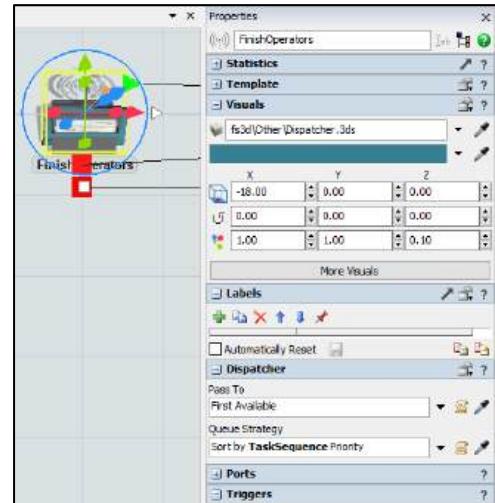 Properties
FinishOperators
Statistics
Template
Visuals
fs3d\Other\Dispatcher.3ds
X Y Z
-18.00 0.00 0.00
0.00 0.00 0.00
1.00 1.00 0.10
More Visuals
Labels
Automatically Reset
Dispatcher
Pass To
First Available
Queue Strategy
Sort by TaskSequence Priority
Ports
Triggers
FinishOperators